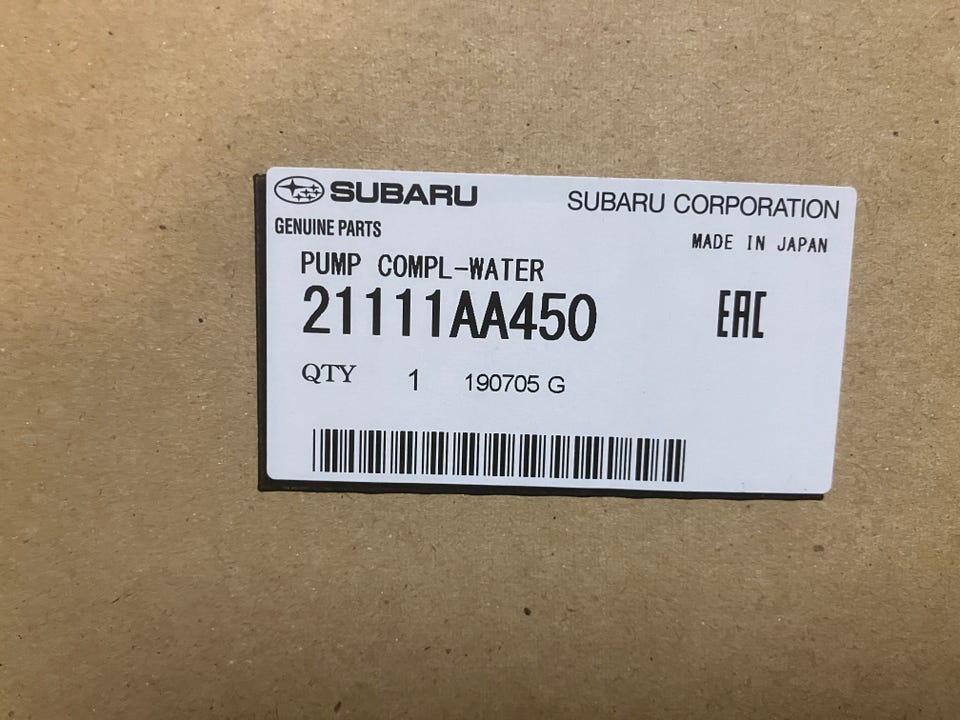 SUBARU
SUBARU CORPORATION
GENUINE PARTS
MADE IN JAPAN
PUMP COMPL-WATER
21111AA450
EAC
QTY 1 190705 G